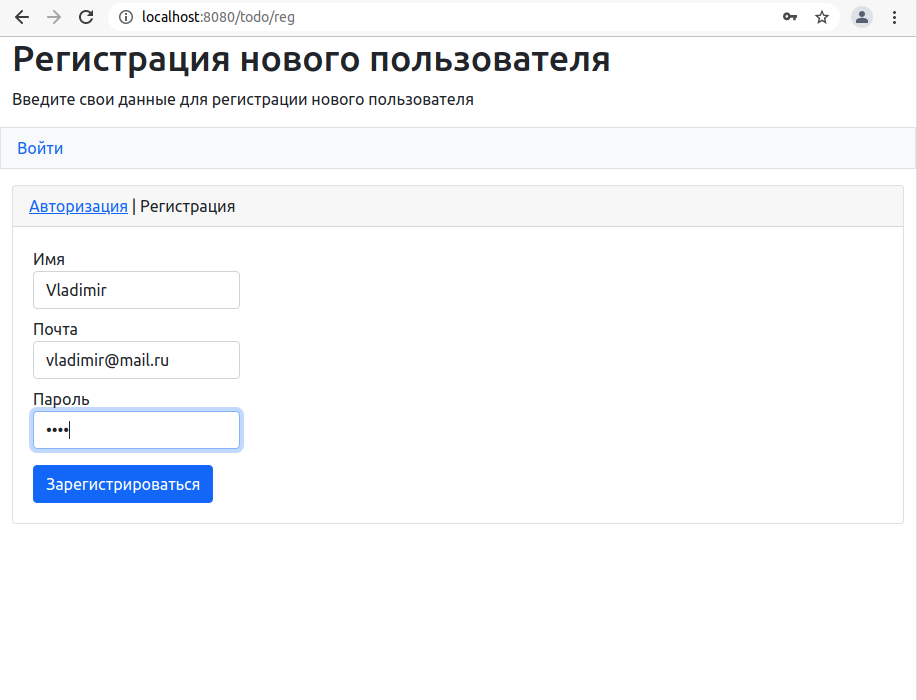 localhost:8080/todo/reg
Регистрация нового пользователя
Введите свои данные для регистрации нового пользователя
Войти
Авторизация | Регистрация
Имя
Vladimir
Почта
vladimir@mail.ru
Пароль
••••
Зарегистрироваться